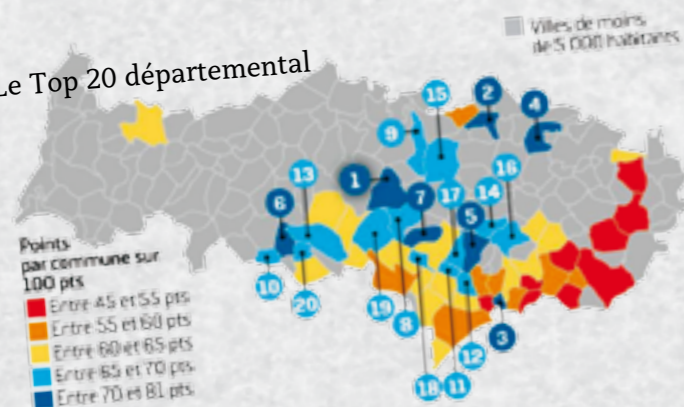 Villes de moins
de 5 000 habitants
Le Top 20 départemental
15
2
4
9
16
13
1
7
17
14
6
5
10
20
19
8
3
12
18
11
Points
par commune sur
100 pts
Entre 45 et 55 pts
Entre 55 et 60 pts
Entre 60 et 65 pts
Entre 65 et 70 pts
Entre 70 et 81 pts